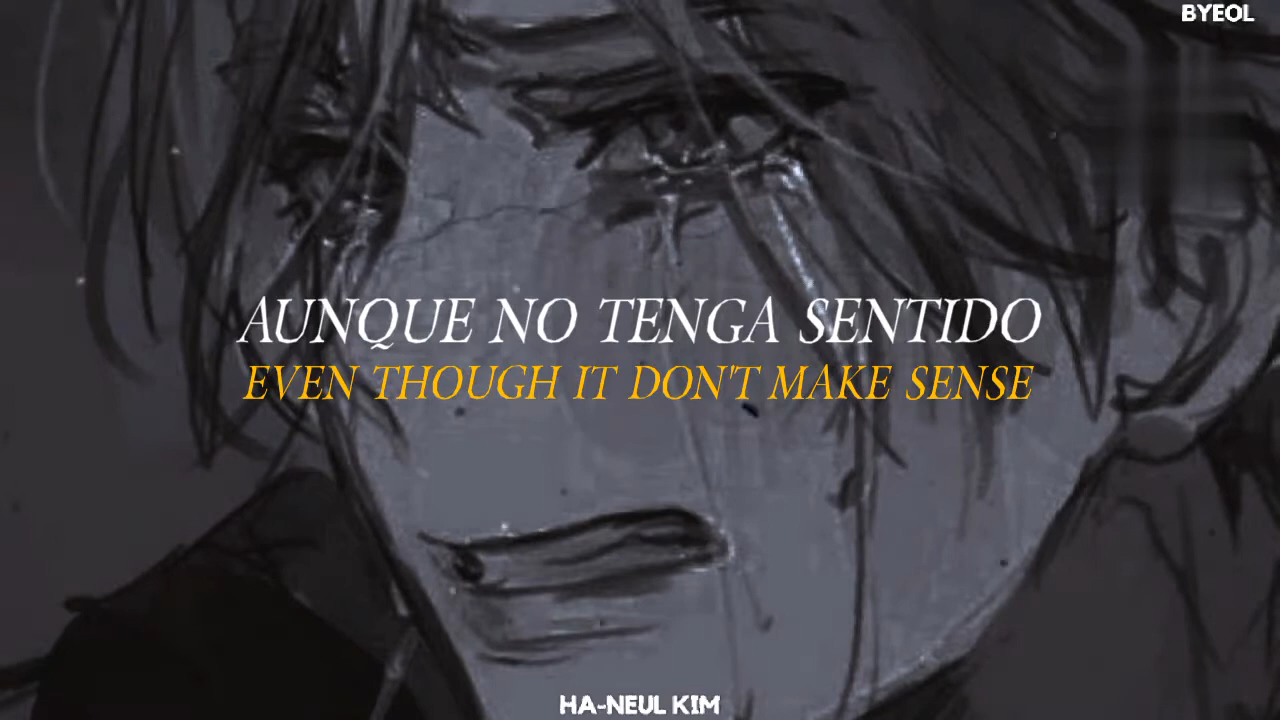 BYEOL
AUNQUE NO TENGA SENTIDO
EVEN THOUGH IT DON'T MAKE SENSE
HA-NEUL KIM